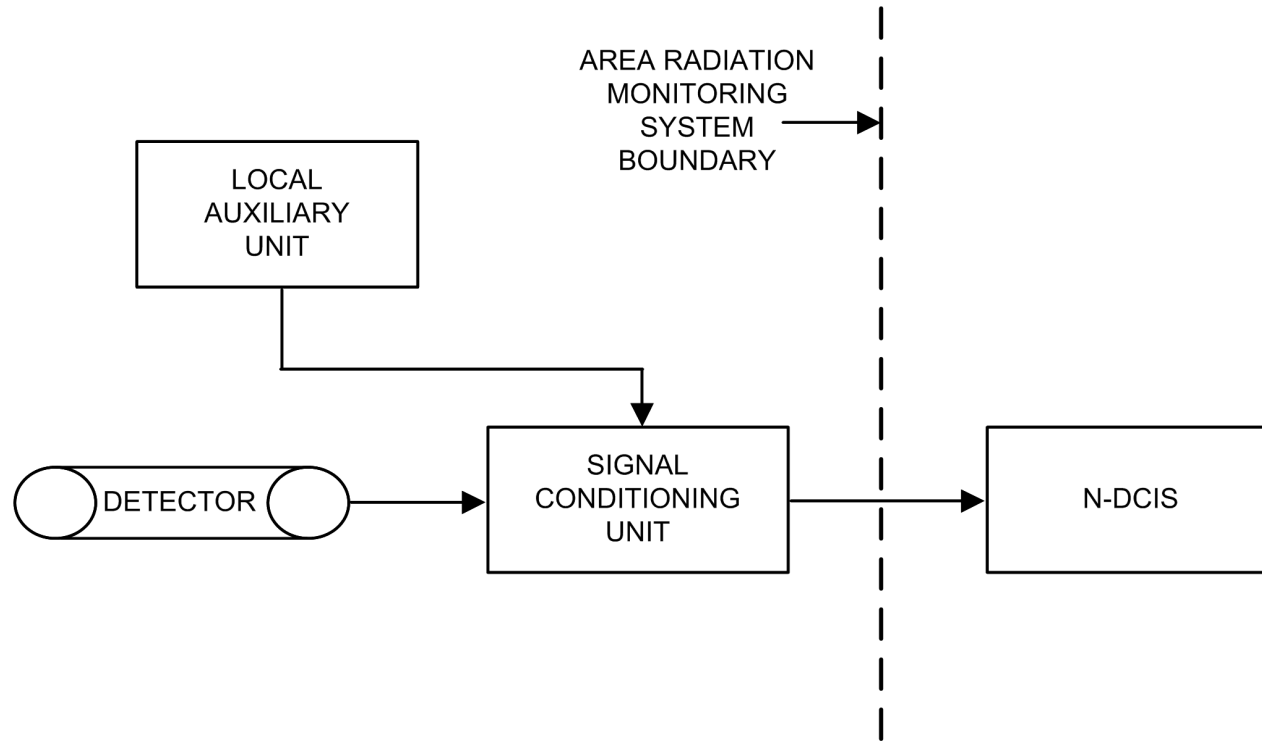 AREA RADIATION
MONITORING
SYSTEM
BOUNDARY
LOCAL
AUXILIARY
UNIT
DETECTOR
SIGNAL
CONDITIONING
UNIT
N-DCIS